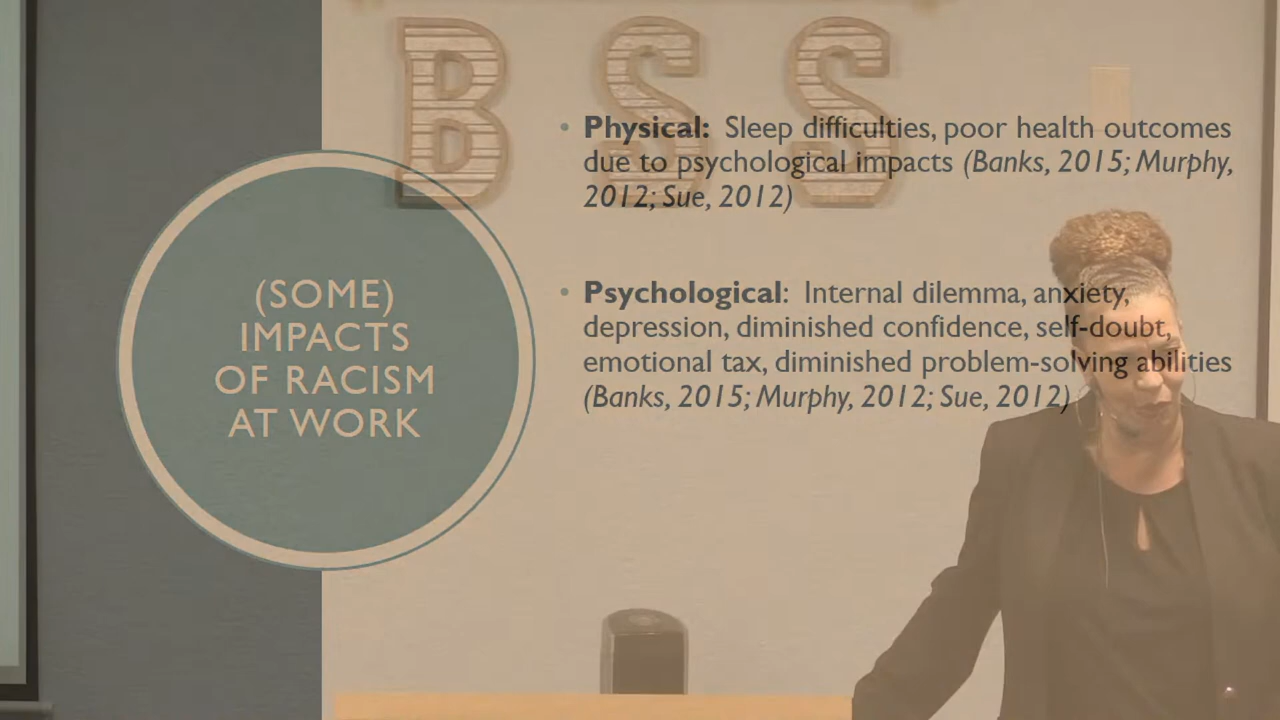 BSS
(SOME)
IMPACTS
OF RACISM
AT WORK
• Physical: Sleep difficulties, poor health outcomes
due to psychological impacts (Banks, 2015; Murphy,
2012; Sue, 2012)
• Psychological: Internal dilemma, anxiety,
depression, diminished confidence, self-doubt,
emotional tax, diminished problem-solving abilities
(Banks, 2015; Murphy, 2012; Sue, 2012)